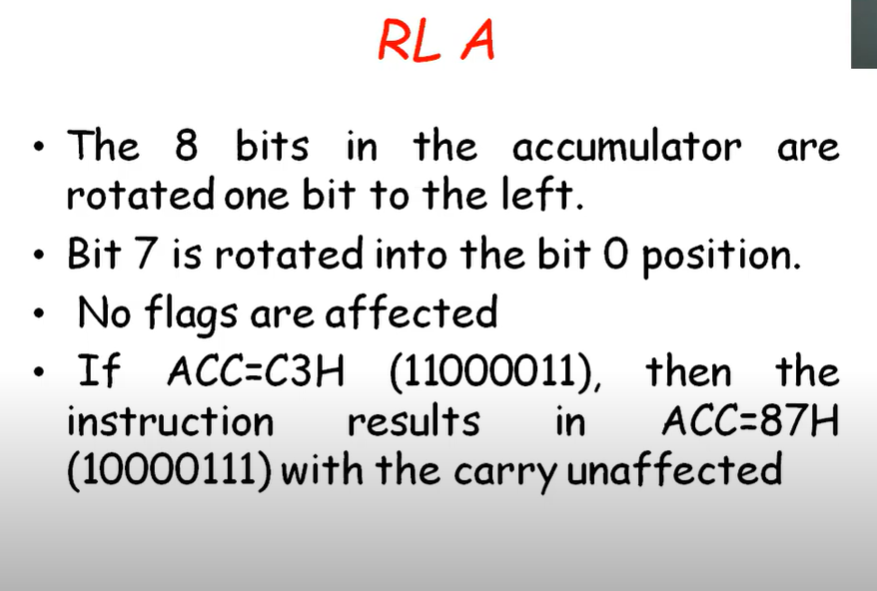 RL A
• The 8 bits in the accumulator are
rotated one bit to the left.
• Bit 7 is rotated into the bit 0 position.
• No flags are affected
• If ACC=C3H (11000011), then the
instruction results in ACC=87H
(10000111) with the carry unaffected